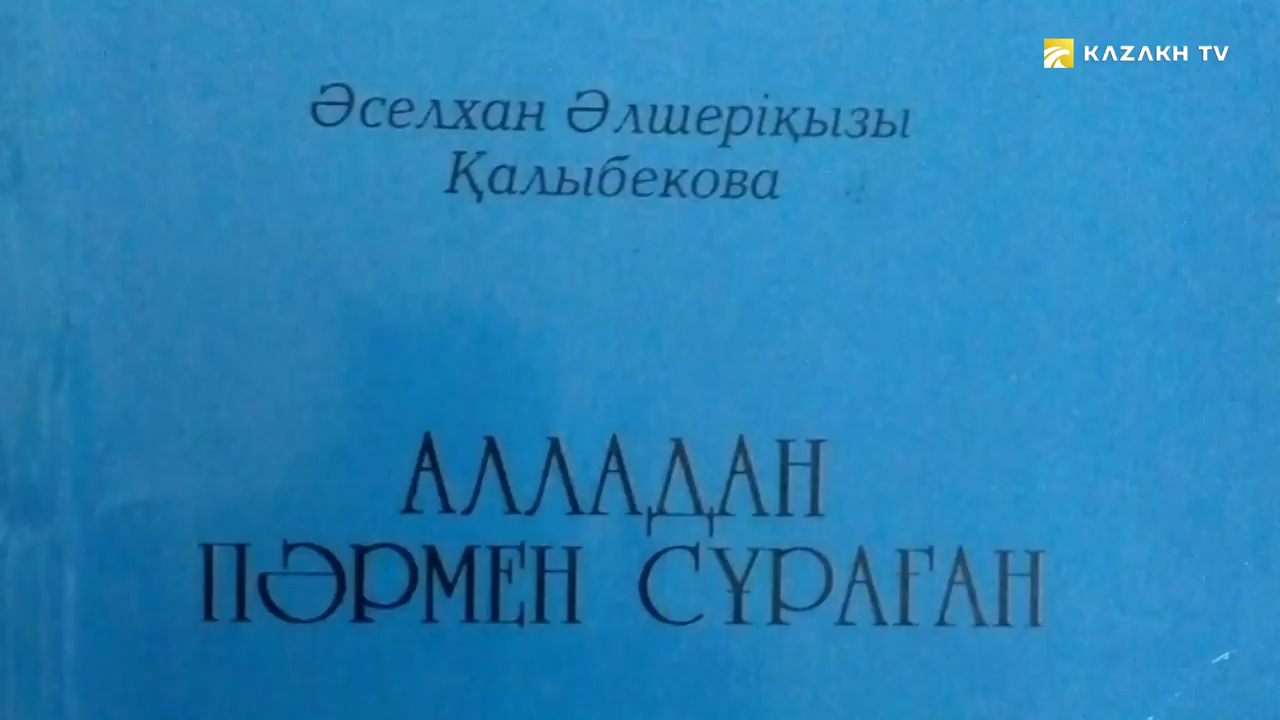 KAZAKH TV
Әселхан Әлшеріқызы
Қалыбекова
АЛЛАДАН
ПӘРМЕН СҰРАҒАН